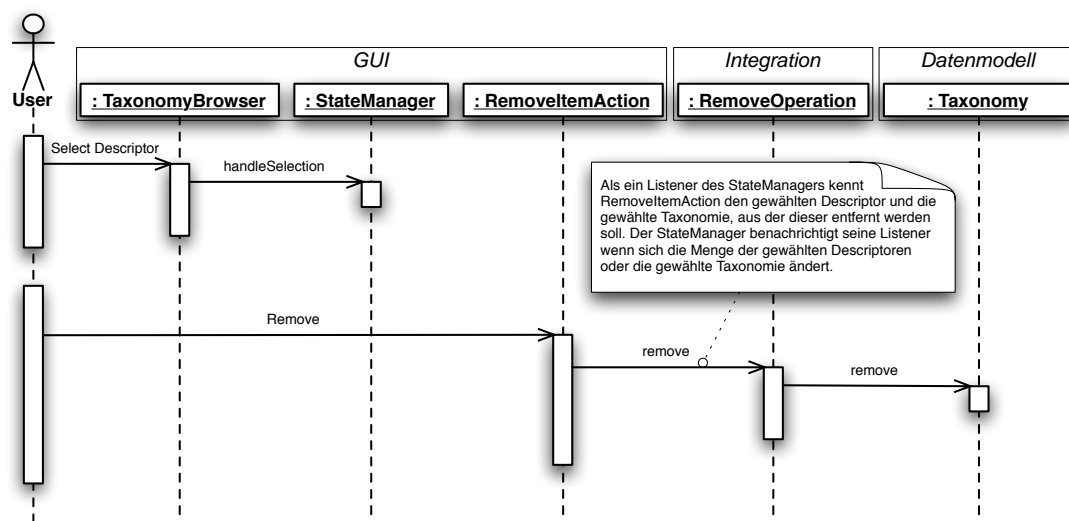 GUI
Integration
Datenmodell
User
: TaxonomyBrowser
: StateManager
: RemoveItemAction
: RemoveOperation
: Taxonomy
Select Descriptor
handleSelection
Als ein Listener des StateManagers kennt
RemoveItemAction den gewählten Descriptor und die
gewählte Taxonomie, aus der dieser entfernt werden
soll. Der StateManager benachrichtigt seine Listener
wenn sich die Menge der gewählten Descriptoren
oder die gewählte Taxonomie ändert.
Remove
remove
remove